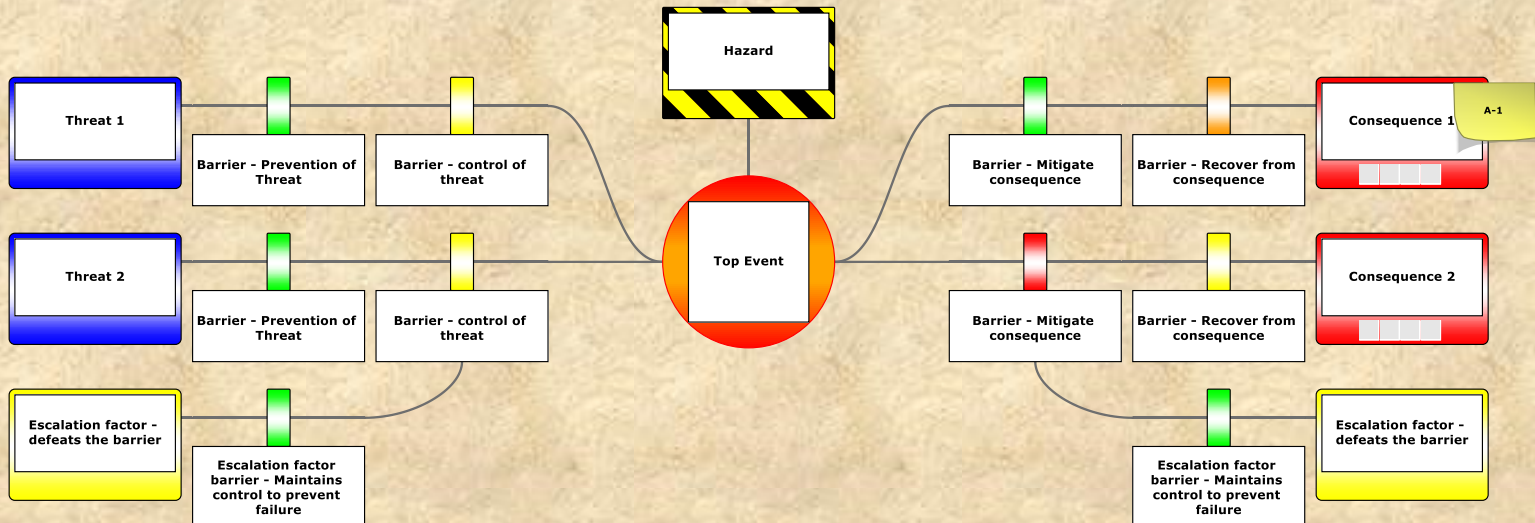 Hazard
Threat 1
Barrier - Prevention of
Threat
Barrier - control of
threat
Barrier - Mitigate
consequence
Barrier - Recover from
consequence
Consequence 1
A-1
Top Event
Threat 2
Barrier - Prevention of
Threat
Barrier - control of
threat
Barrier - Mitigate
consequence
Barrier - Recover from
consequence
Consequence 2
Escalation factor -
defeats the barrier
Escalation factor
barrier - Maintains
control to prevent
failure
Escalation factor
barrier - Maintains
control to prevent
failure
Escalation factor -
defeats the barrier